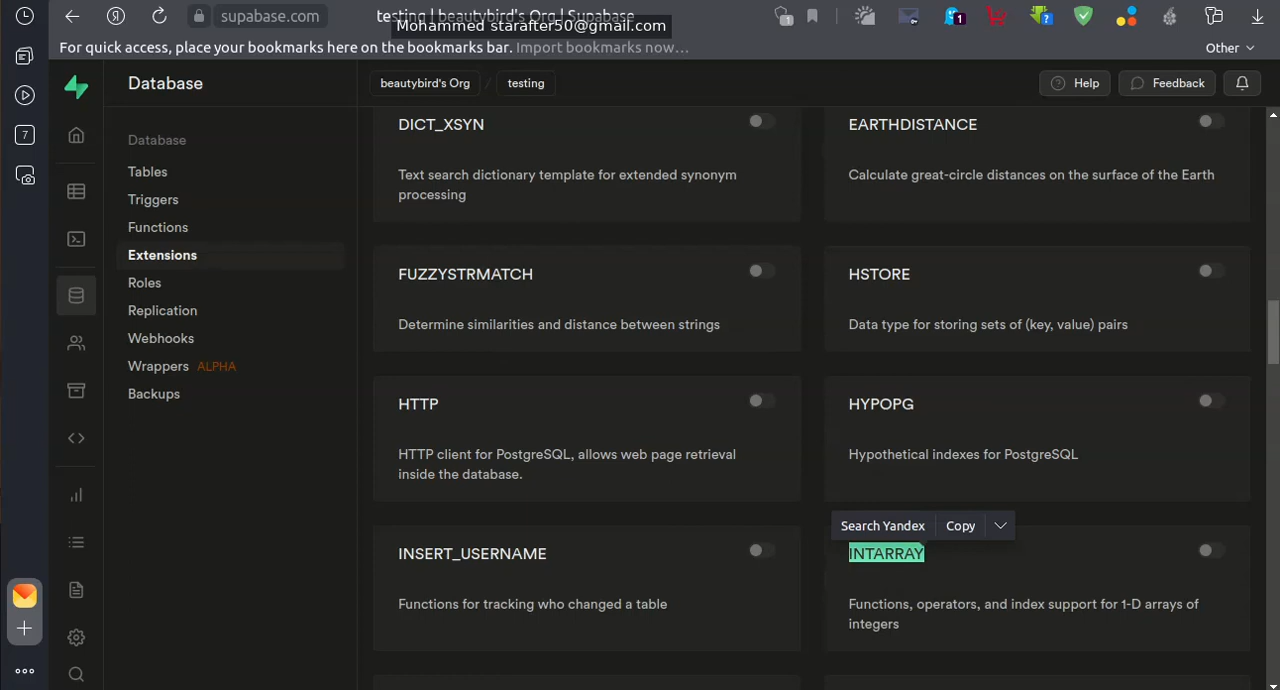 supabase.com
testing | beautybird's Org | Supabase
Mohammed starafter50@gmail.com
1
1
?
For quick access, place your bookmarks here on the bookmarks bar. Import bookmarks now…
Other
7
Database
beautybird's Org / testing
Help
Feedback
Database
Tables
Triggers
Functions
Extensions
Roles
Replication
Webhooks
Wrappers ALPHA
Backups
DICT_XSYN
Text search dictionary template for extended synonym
processing
EARTHDISTANCE
Calculate great-circle distances on the surface of the Earth
FUZZYSTRMATCH
Determine similarities and distance between strings
HSTORE
Data type for storing sets of (key, value) pairs
HTTP
HTTP client for PostgreSQL, allows web page retrieval
inside the database.
HYPOPG
Hypothetical indexes for PostgreSQL
Search Yandex Copy
INSERT_USERNAME
Functions for tracking who changed a table
INTARRAY
Functions, operators, and index support for 1-D arrays of
integers